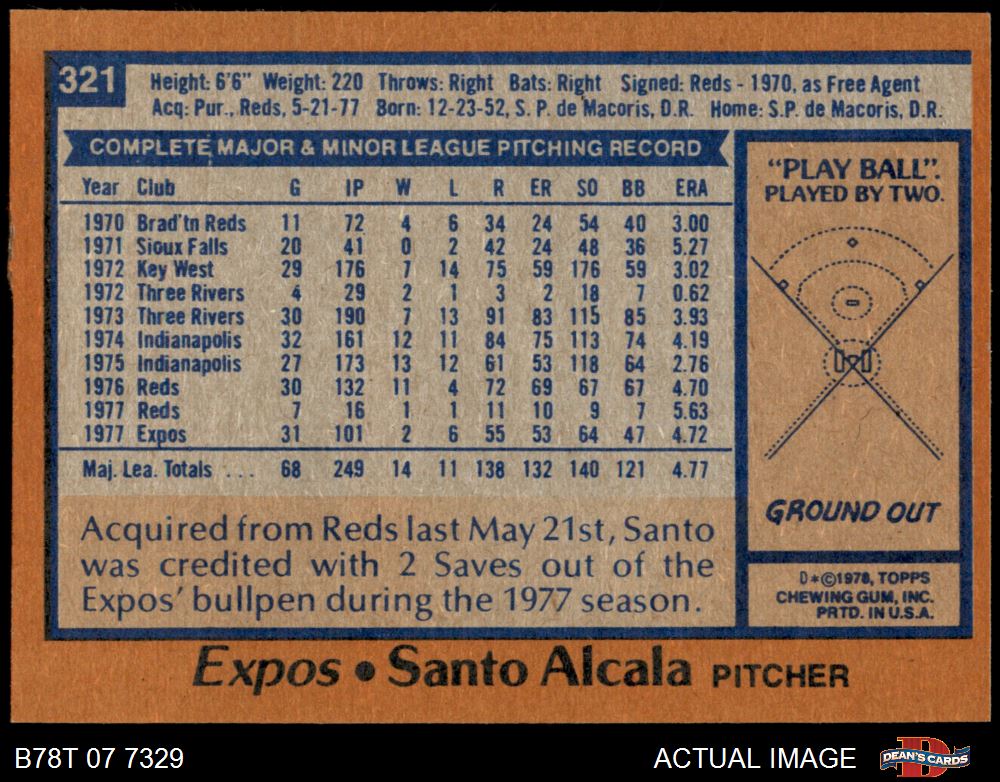 321
Height: 6'6" Weight: 220 Throws: Right Bats: Right Signed: Reds - 1970, as Free Agent
Acq: Pur., Reds, 5-21-77 Born: 12-23-52, S. P. de Macoris, D.R. Home: S.P. de Macoris, D.R.
COMPLETE MAJOR & MINOR LEAGUE PITCHING RECORD
Year Club G IP W L R ER SO BB ERA
1970 Brad'tn Reds 11 72 4 6 34 24 54 40 3.00
1971 Sioux Falls 20 41 0 2 42 24 48 36 5.27
1972 Key West 29 176 7 14 75 59 176 59 3.02
1972 Three Rivers 4 29 2 1 3 2 18 7 0.62
1973 Three Rivers 30 190 7 13 91 83 115 85 3.93
1974 Indianapolis 32 161 12 11 84 75 113 74 4.19
1975 Indianapolis 27 173 13 12 61 53 118 64 2.76
1976 Reds 30 132 11 4 72 69 67 67 4.70
1977 Reds 7 16 1 1 11 10 9 7 5.63
1977 Expos 31 101 2 6 55 53 64 47 4.72
Maj. Lea. Totals ... 68 249 14 11 138 132 140 121 4.77
Acquired from Reds last May 21st, Santo
was credited with 2 Saves out of the
Expos' bullpen during the 1977 season.
"PLAY BALL".
PLAYED BY TWO.
GROUND OUT
D*©1978, TOPPS
CHEWING GUM, INC.
PRTD. IN U.S.A.
Expos • Santo Alcala PITCHER
B78T 07 7329
ACTUAL IMAGE
D
DEAN'S CARDS